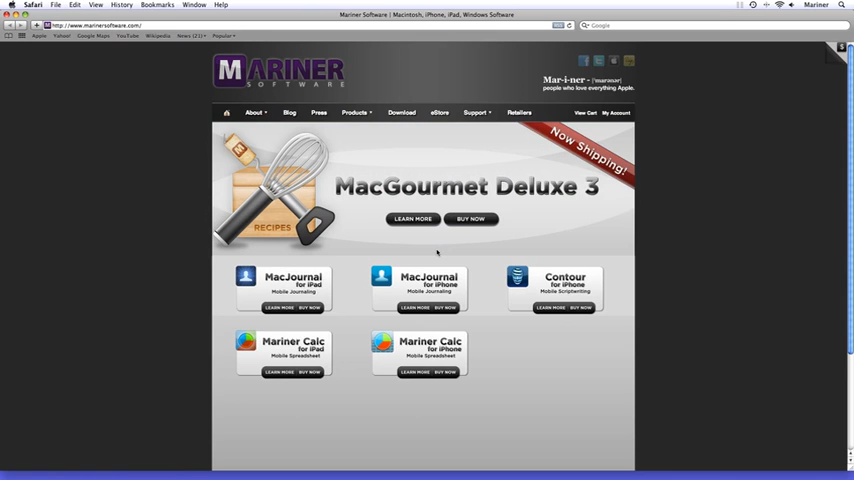 Safari File Edit View History Bookmarks Window Help Mariner
Mariner Software | Macintosh, iPhone, iPad, Windows Software
http://www.marinersoftware.com/ Google
Apple Yahoo! Google Maps YouTube Wikipedia News (21) Popular
MARINER
SOFTWARE
Mar-i-ner -
people who love everything Apple.
About Blog Press Products Download eStore Support Retailers View Cart My Account
Now Shipping!
M
MacGourmet Deluxe 3
RECIPES
LEARN MORE BUY NOW
MacJournal
for iPad
Mobile Journaling
LEARN MORE BUY NOW
MacJournal
for iPhone
Mobile Journaling
LEARN MORE BUY NOW
Contour
for iPhone
Mobile Scriptwriting
LEARN MORE BUY NOW
Mariner Calc
for iPad
Mobile Spreadsheet
LEARN MORE BUY NOW
Mariner Calc
for iPhone
Mobile Spreadsheet
LEARN MORE BUY NOW